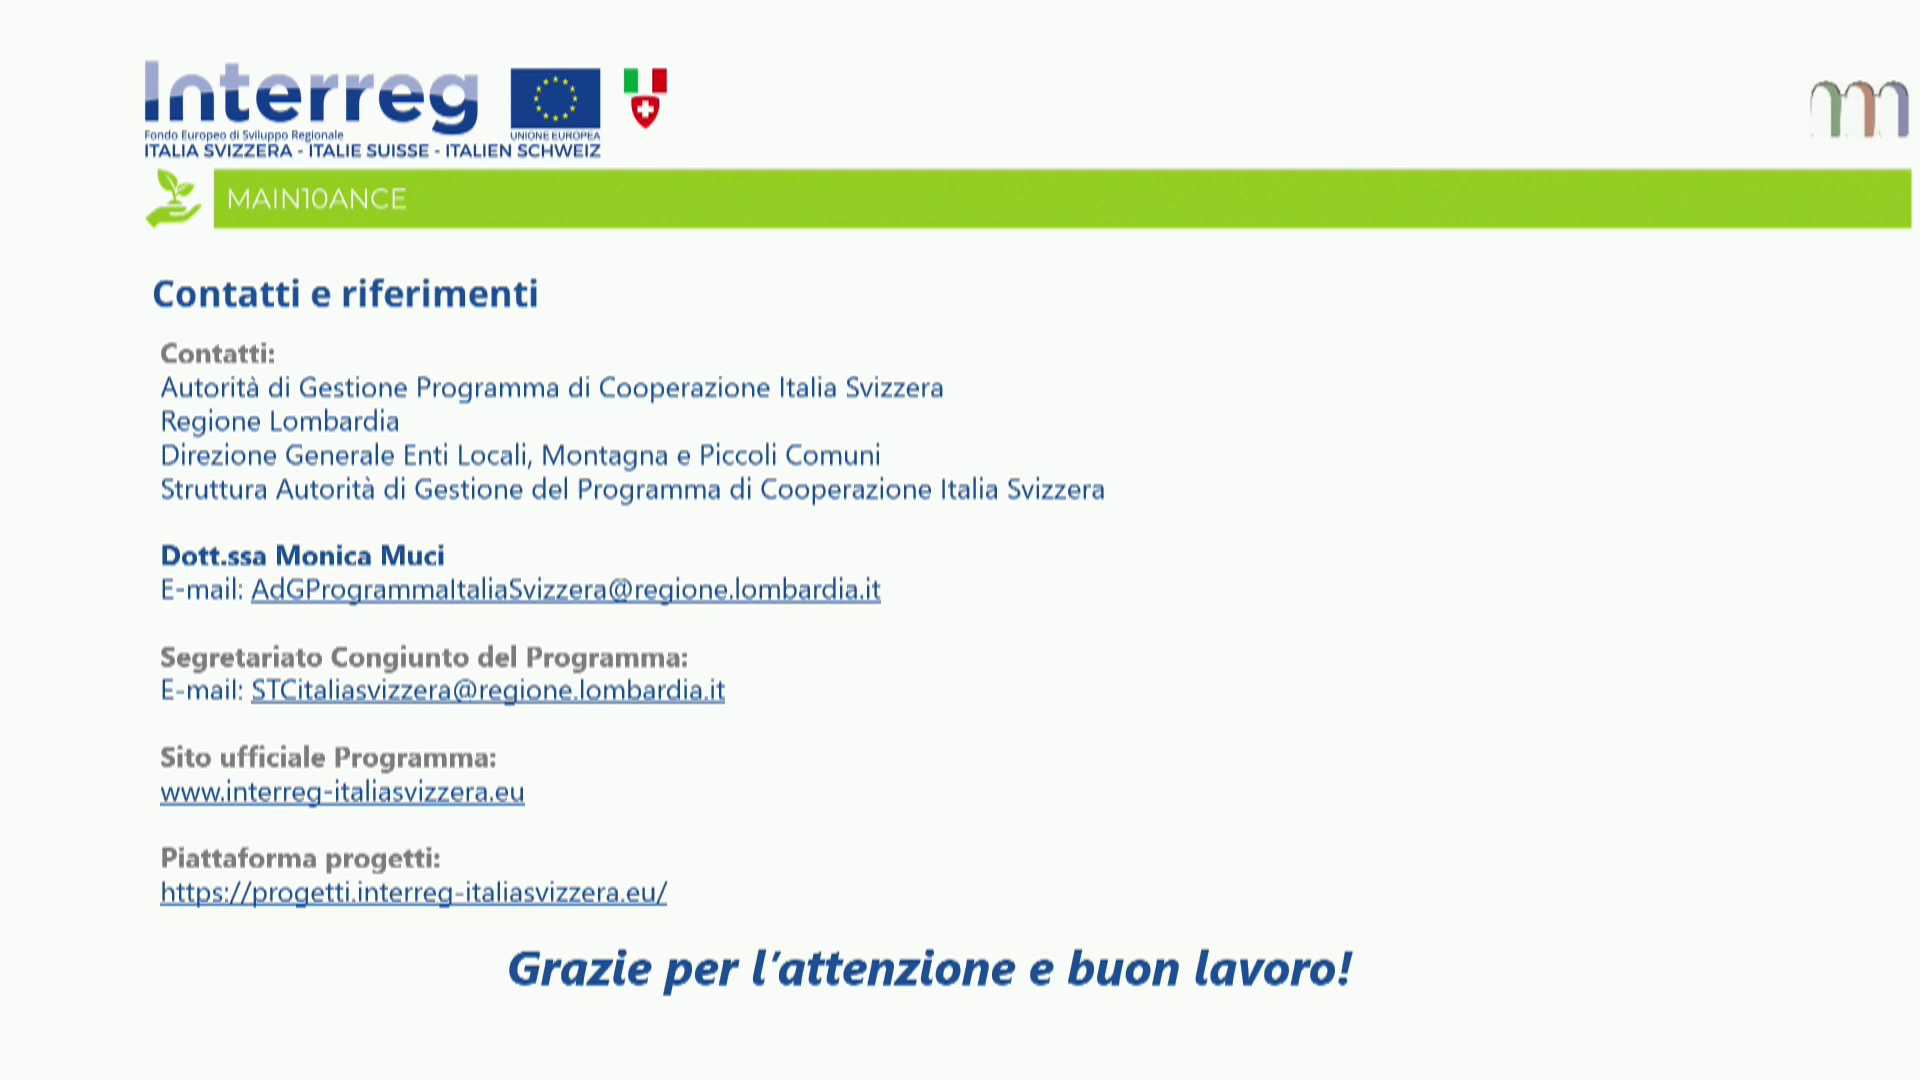 Interreg
Fondo Europeo di Sviluppo Regionale
UNIONE EUROPEA
ITALIA SVIZZERA - ITALIE SUISSE - ITALIEN SCHWEIZ
MAIN10ANCE
Contatti e riferimenti
Contatti:
Autorità di Gestione Programma di Cooperazione Italia Svizzera
Regione Lombardia
Direzione Generale Enti Locali, Montagna e Piccoli Comuni
Struttura Autorità di Gestione del Programma di Cooperazione Italia Svizzera
Dott.ssa Monica Muci
E-mail: AdGProgrammaItaliaSvizzera@regione.lombardia.it
Segretariato Congiunto del Programma:
E-mail: STCitaliasvizzera@regione.lombardia.it
Sito ufficiale Programma:
www.interreg-italiasvizzera.eu
Piattaforma progetti:
https://progetti.interreg-italiasvizzera.eu/
Grazie per l'attenzione e buon lavoro!